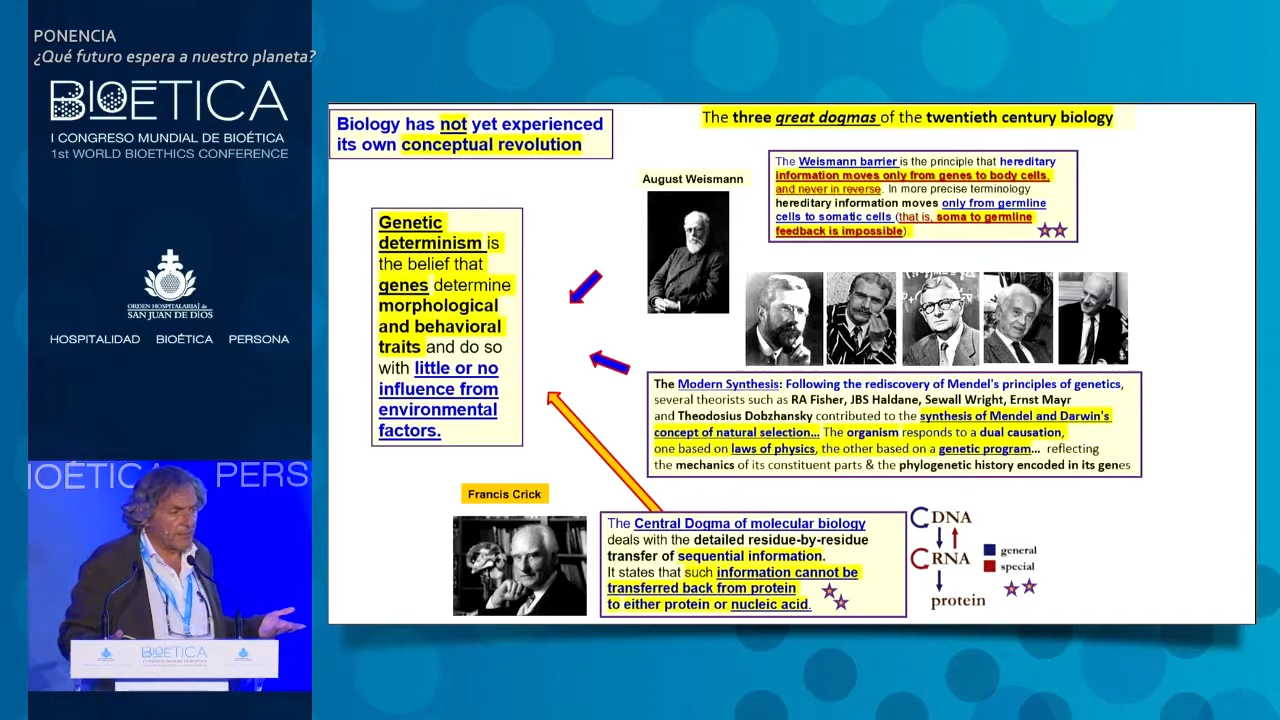 PONENCIA
¿Qué futuro espera a nuestro planeta?
BIOÉTICA
I CONGRESO MUNDIAL DE BIOÉTICA
1st WORLD BIOETHICS CONFERENCE
ORDEN HOSPITALARIA de
SAN JUAN DE DIOS
HOSPITALIDAD BIOÉTICA PERSONA
IOÉTICA PERS
BIOÉTICA
Biology has not yet experienced
its own conceptual revolution
The three great dogmas of the twentieth century biology
Genetic
determinism is
the belief that
genes determine
morphological
and behavioral
traits and do so
with little or no
influence from
environmental
factors.
August Weismann
The Weismann barrier is the principle that hereditary
information moves only from genes to body cells,
and never in reverse. In more precise terminology
hereditary information moves only from germline
cells to somatic cells (that is, soma to germline
feedback is impossible).
The Modern Synthesis: Following the rediscovery of Mendel's principles of genetics,
several theorists such as RA Fisher, JBS Haldane, Sewall Wright, Ernst Mayr
and Theodosius Dobzhansky contributed to the synthesis of Mendel and Darwin's
concept of natural selection... The organism responds to a dual causation,
one based on laws of physics, the other based on a genetic program... reflecting
the mechanics of its constituent parts & the phylogenetic history encoded in its genes
Francis Crick
The Central Dogma of molecular biology
deals with the detailed residue-by-residue
transfer of sequential information.
It states that such information cannot be
transferred back from protein
to either protein or nucleic acid.
DNA
RNA
protein
general
special